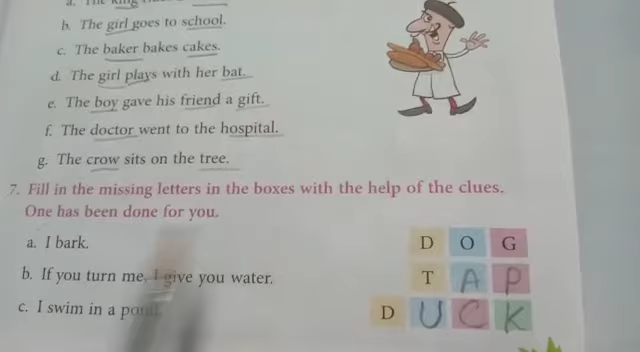 b. The girl goes to school.
c. The baker bakes cakes.
d. The girl plays with her bat.
e. The boy gave his friend a gift.
f. The doctor went to the hospital.
g. The crow sits on the tree.
7. Fill in the missing letters in the boxes with the help of the clues.
One has been done for you.
a. I bark. D O G
b. If you turn me, I give you water. T A P
c. I swim in a pond. D U C K